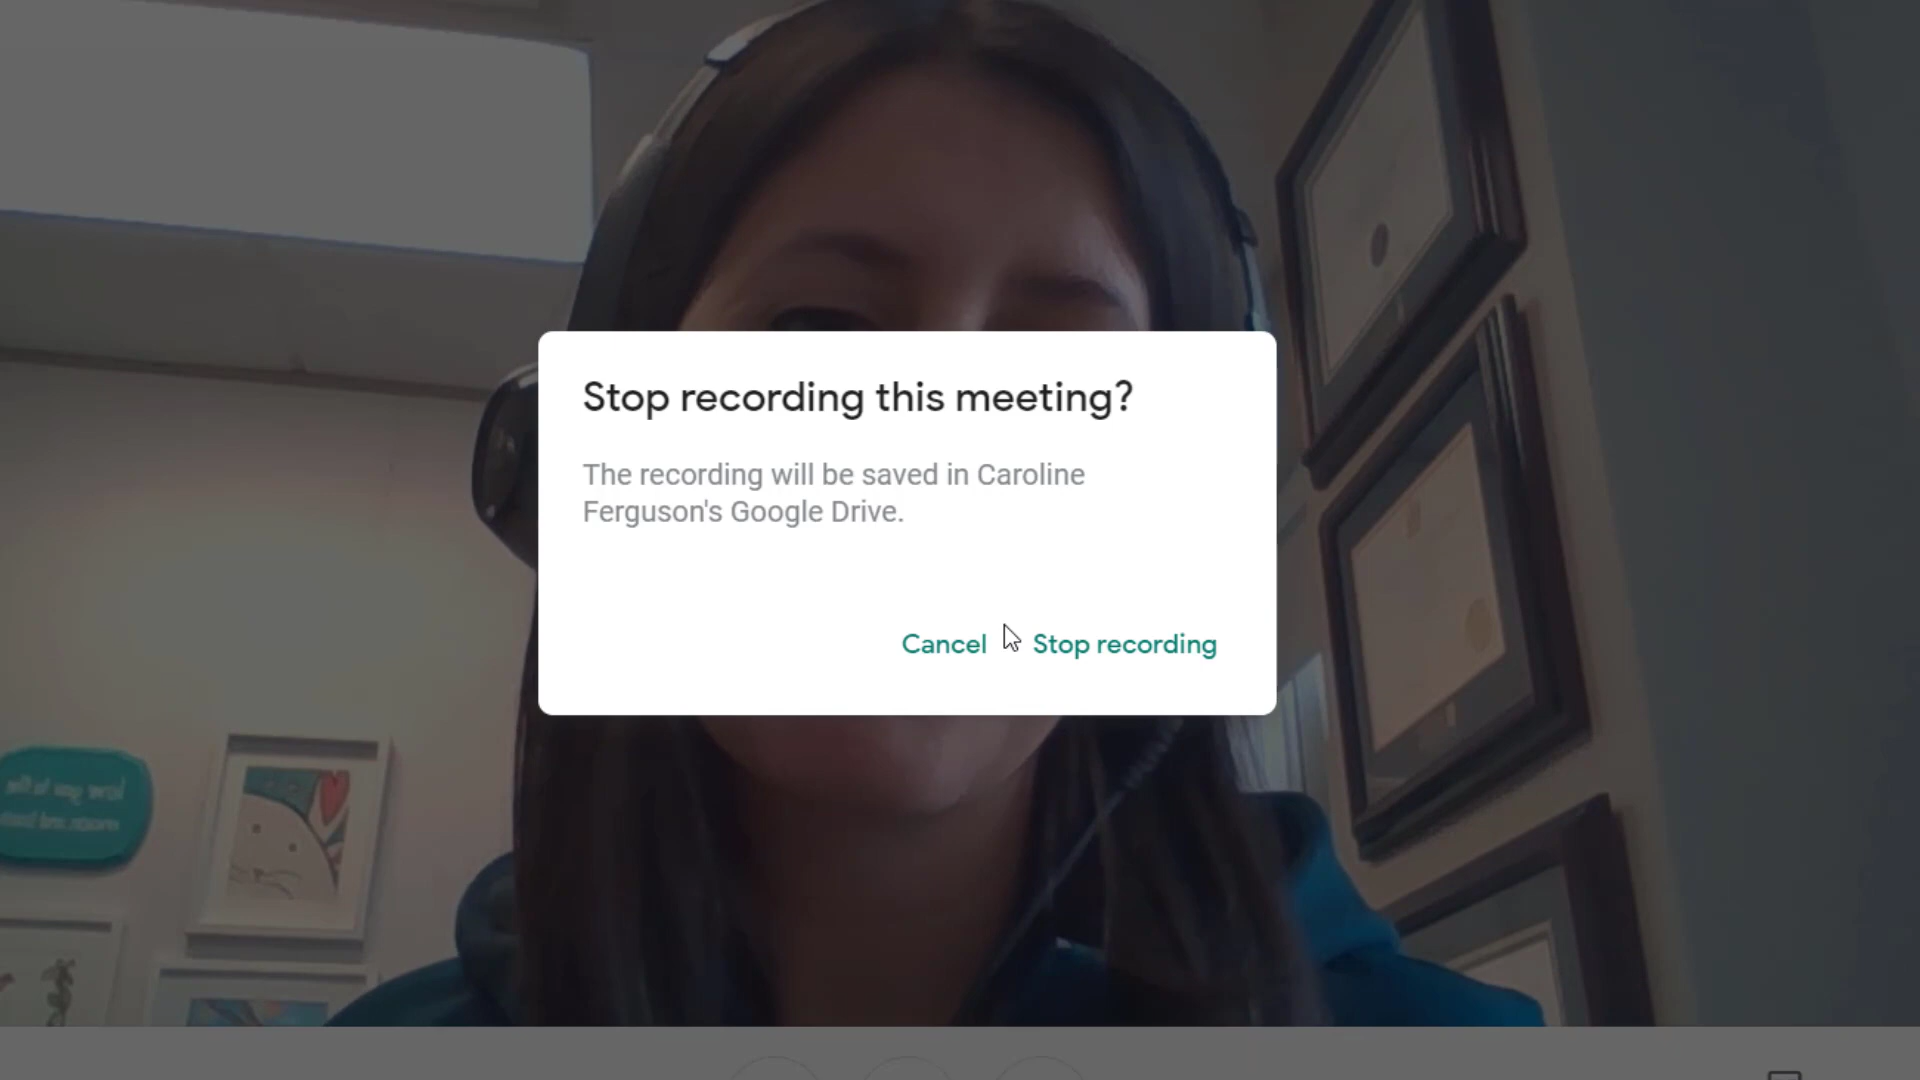 Stop recording this meeting?
The recording will be saved in Caroline
Ferguson's Google Drive.
Cancel Stop recording